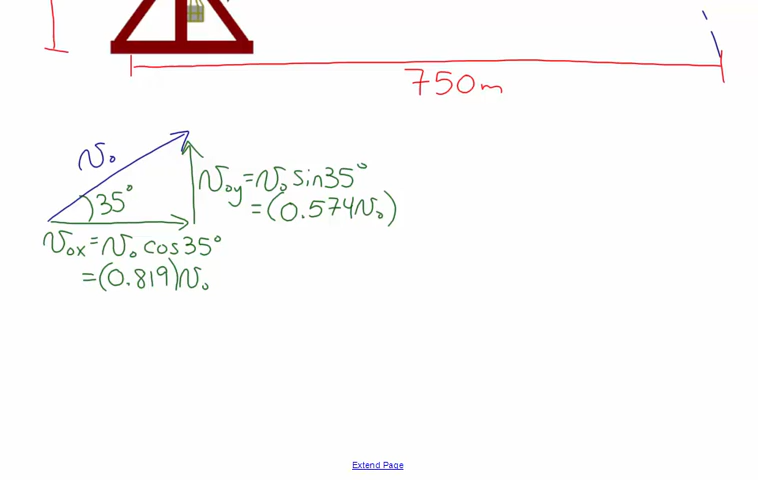 750m
v₀
35°
v₀y=v₀ sin35°
=(0.574v₀)
v₀x=v₀ cos35°
=(0.819)v₀
Extend Page